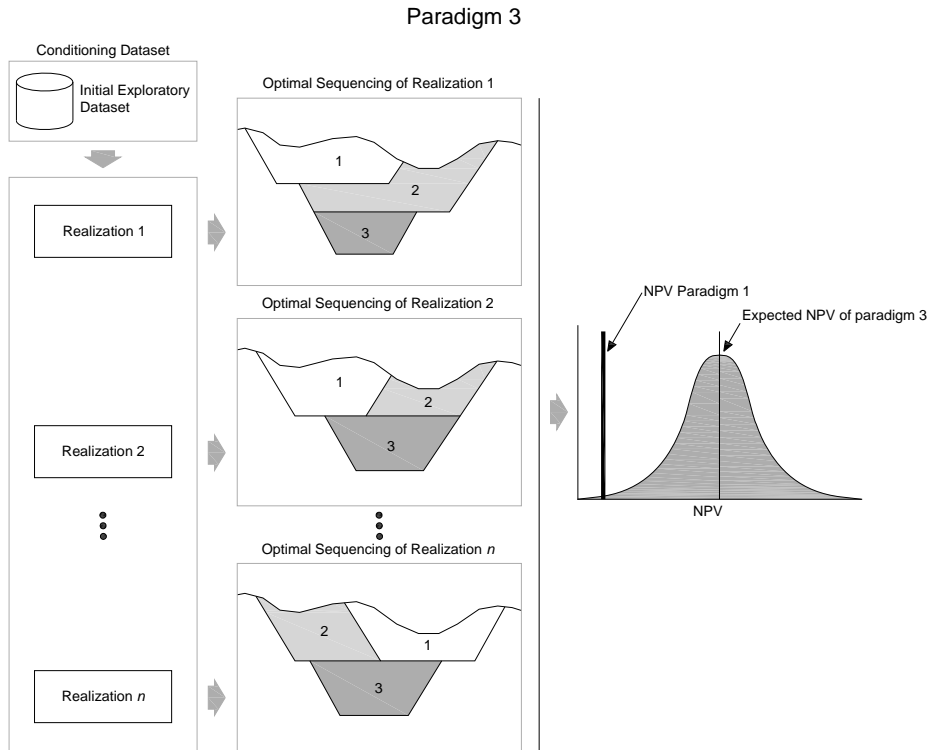 Paradigm 3
Conditioning Dataset
Initial Exploratory
Dataset
Realization 1
Realization 2
Realization n
Optimal Sequencing of Realization 1
1
2
3
Optimal Sequencing of Realization 2
1
2
3
Optimal Sequencing of Realization n
2
1
3
NPV Paradigm 1
Expected NPV of paradigm 3
NPV